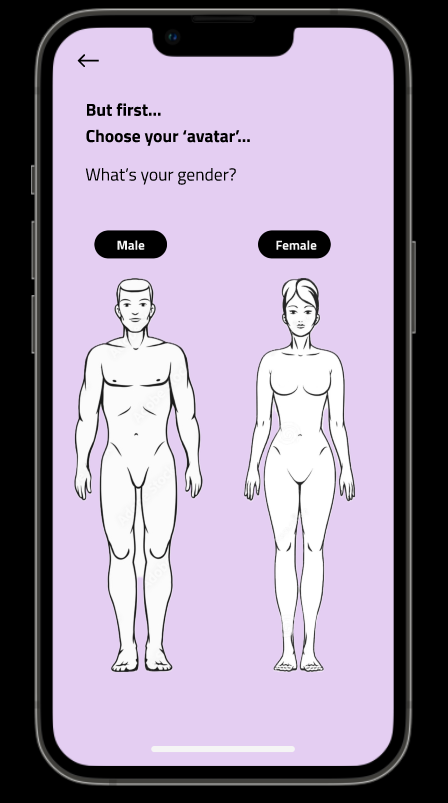 But first...
Choose your ‘avatar’...
What's your gender?
Male
Female